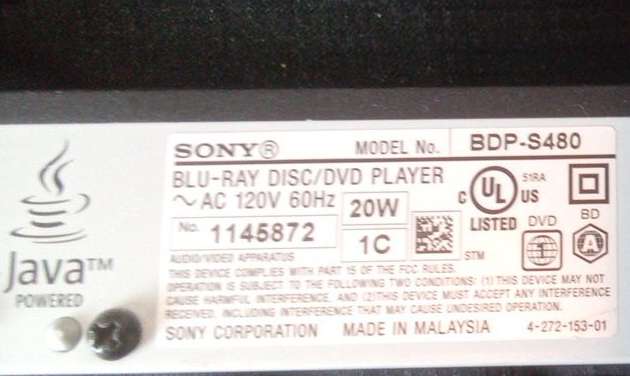 SONY® MODEL No. BDP-S480
BLU-RAY DISC/DVD PLAYER
~ AC 120V 60Hz 20W
No. 1145872 1C
AUDIO/VIDEO APPARATUS
THIS DEVICE COMPLIES WITH PART 15 OF THE FCC RULES.
OPERATION IS SUBJECT TO THE FOLLOWING TWO CONDITIONS: (1) THIS DEVICE MAY NOT
CAUSE HARMFUL INTERFERENCE, AND (2) THIS DEVICE MUST ACCEPT ANY INTERFERENCE
RECEIVED, INCLUDING INTERFERENCE THAT MAY CAUSE UNDESIRED OPERATION.
SONY CORPORATION MADE IN MALAYSIA 4-272-153-01
C UL US
51RA
LISTED
DVD
BD
1
A
STM
Java™
POWERED